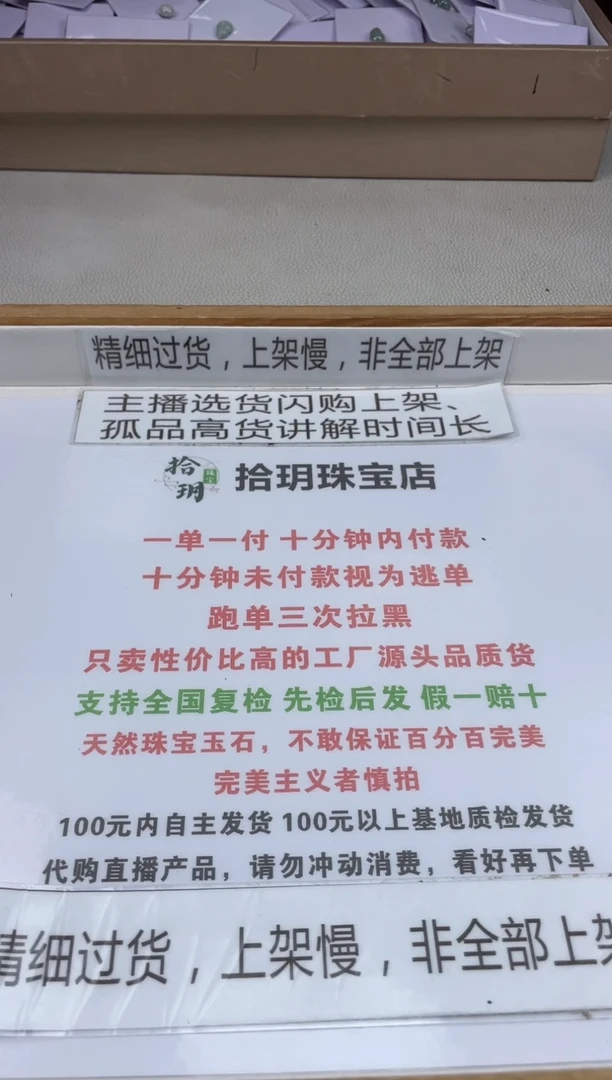 精细过货，上架慢，非全部上架
主播选货闪购上架、
孤品高货讲解时间长
拾玥 珠宝
拾玥珠宝店
一单一付 十分钟内付款
十分钟未付款视为逃单
跑单三次拉黑
只卖性价比高的工厂源头品质货
支持全国复检 先检后发 假一赔十
天然珠宝玉石，不敢保证百分百完美
完美主义者慎拍
100元内自主发货 100元以上基地质检发货
代购直播产品，请勿冲动消费，看好再下单
精细过货，上架慢，非全部上架